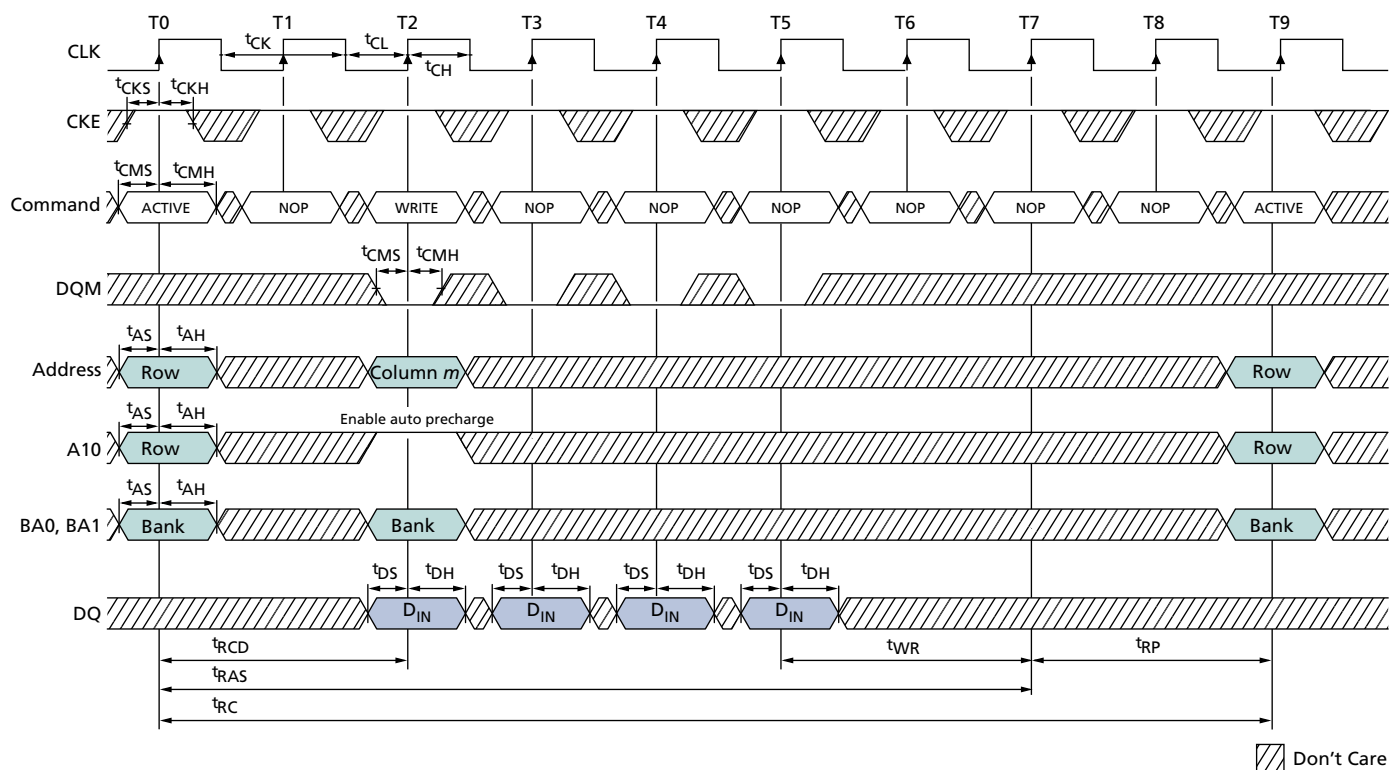 T0 T1 T2 T3 T4 T5 T6 T7 T8 T9
CLK tCK tCL tCH
tCKS tCKH
CKE
tCMS tCMH
Command ACTIVE NOP WRITE NOP NOP NOP NOP NOP NOP ACTIVE
tCMS tCMH
DQM
tAS tAH
Address Row Column m Row
tAS tAH Enable auto precharge
A10 Row Row
tAS tAH
BA0, BA1 Bank Bank Bank
tDS tDH tDS tDH tDS tDH tDS tDH
DQ DIN DIN DIN DIN
tRCD tWR tRP
tRAS
tRC
Don't Care